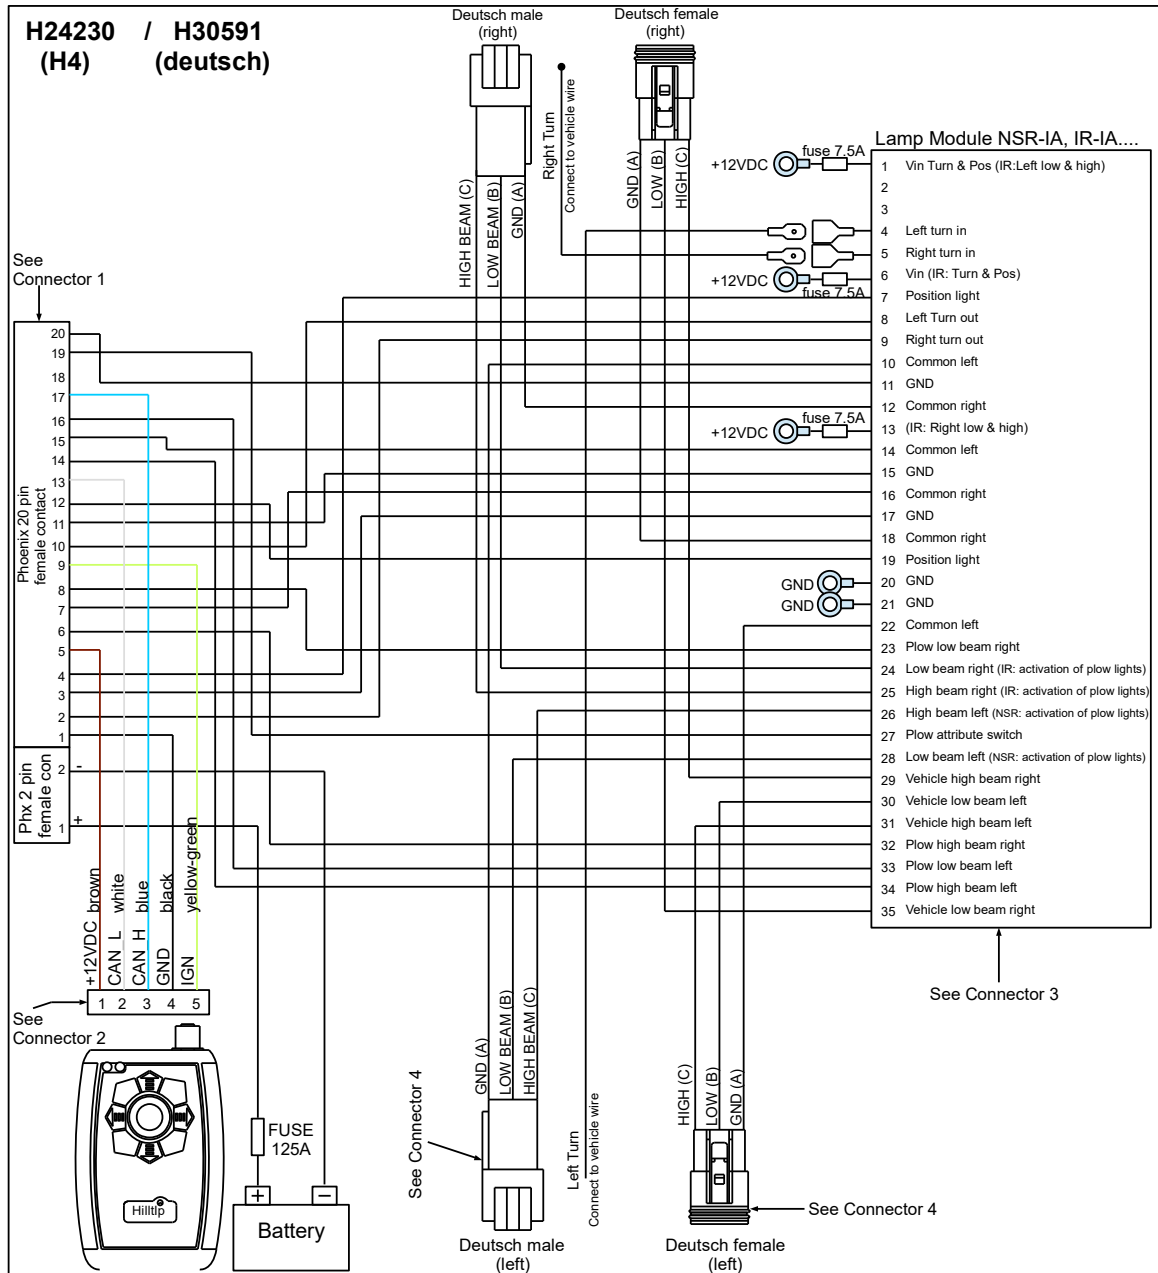 H24230 / H30591
(H4) (deutsch)
Deutsch male
(right)
Deutsch female
(right)
Right Turn
Connect to vehicle wire
HIGH BEAM (C)
LOW BEAM (B)
GND (A)
GND (A)
LOW (B)
HIGH (C)
Lamp Module NSR-IA, IR-IA....
+12VDC
fuse 7.5A
1 Vin Turn & Pos (IR:Left low & high)
2
3
4 Left turn in
5 Right turn in
+12VDC
fuse 7.5A
6 Vin (IR: Turn & Pos)
7 Position light
8 Left Turn out
9 Right turn out
10 Common left
11 GND
12 Common right
+12VDC
fuse 7.5A
13 (IR: Right low & high)
14 Common left
15 GND
16 Common right
17 GND
18 Common right
19 Position light
GND
20 GND
GND
21 GND
22 Common left
23 Plow low beam right
24 Low beam right (IR: activation of plow lights)
25 High beam right (IR: activation of plow lights)
26 High beam left (NSR: activation of plow lights)
27 Plow attribute switch
28 Low beam left (NSR: activation of plow lights)
29 Vehicle high beam right
30 Vehicle low beam left
31 Vehicle high beam left
32 Plow high beam right
33 Plow low beam left
34 Plow high beam left
35 Vehicle low beam right
See Connector 3
See
Connector 1
Phoenix 20 pin
female contact
20
19
18
17
16
15
14
13
12
11
10
9
8
7
6
5
4
3
2
1
Phx 2 pin
female con
2 -
1 +
+12VDC brown
CAN L white
CAN H blue
GND black
IGN yellow-green
1 2 3 4 5
See
Connector 2
Hilltip
FUSE
125A
+ −
Battery
See Connector 4
GND (A)
LOW BEAM (B)
HIGH BEAM (C)
Deutsch male
(left)
Left Turn
Connect to vehicle wire
HIGH (C)
LOW (B)
GND (A)
See Connector 4
Deutsch female
(left)